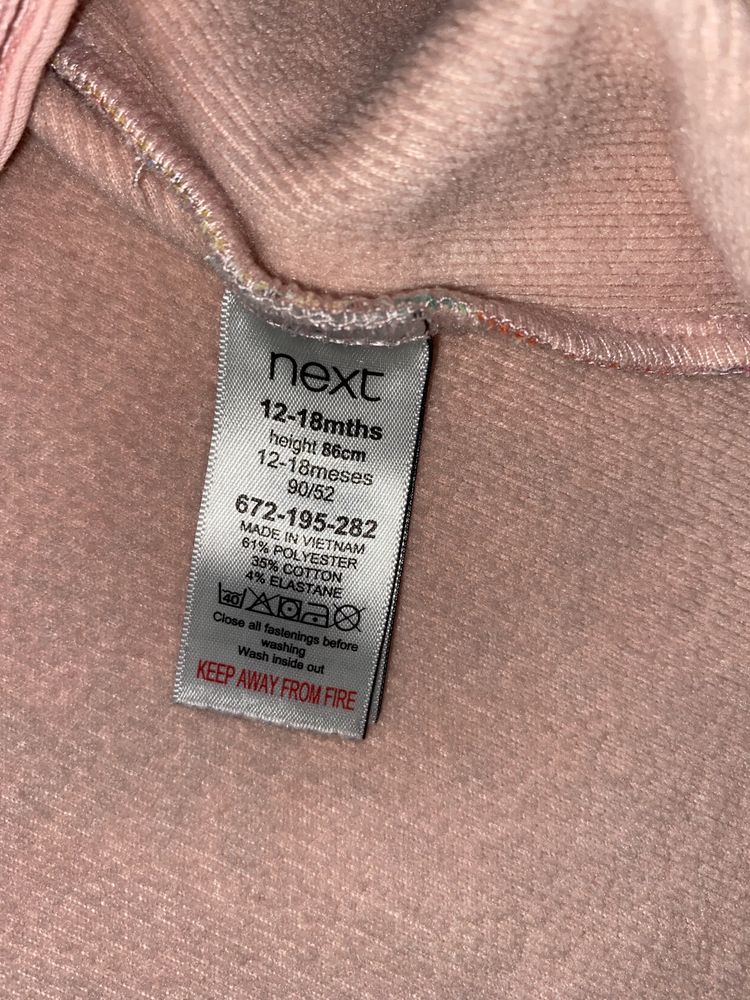 next
12-18mths
height 86cm
12-18meses
90/52
672-195-282
MADE IN VIETNAM
61% POLYESTER
35% COTTON
4% ELASTANE
40
Close all fastenings before
washing
Wash inside out
KEEP AWAY FROM FIRE